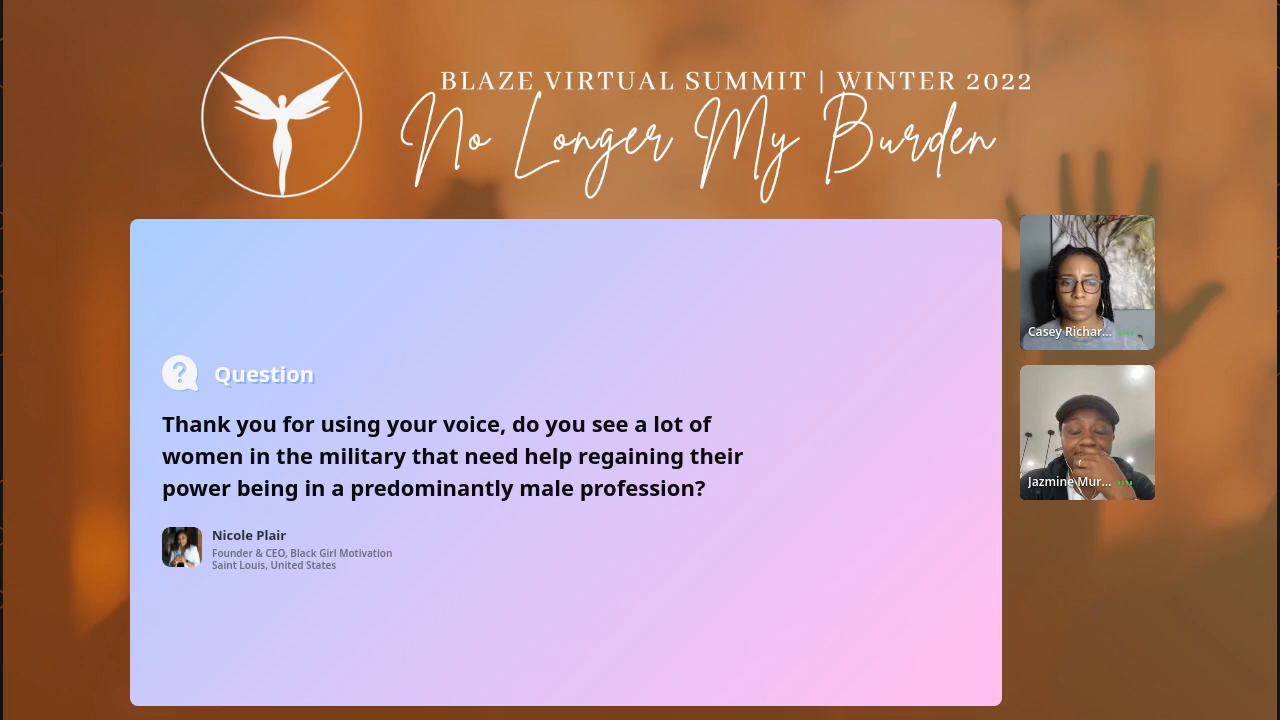 BLAZE VIRTUAL SUMMIT | WINTER 2022
No Longer My Burden
Question
Thank you for using your voice, do you see a lot of
women in the military that need help regaining their
power being in a predominantly male profession?
Nicole Plair
Founder & CEO, Black Girl Motivation
Saint Louis, United States
Casey Richar...
Jazmine Mur...